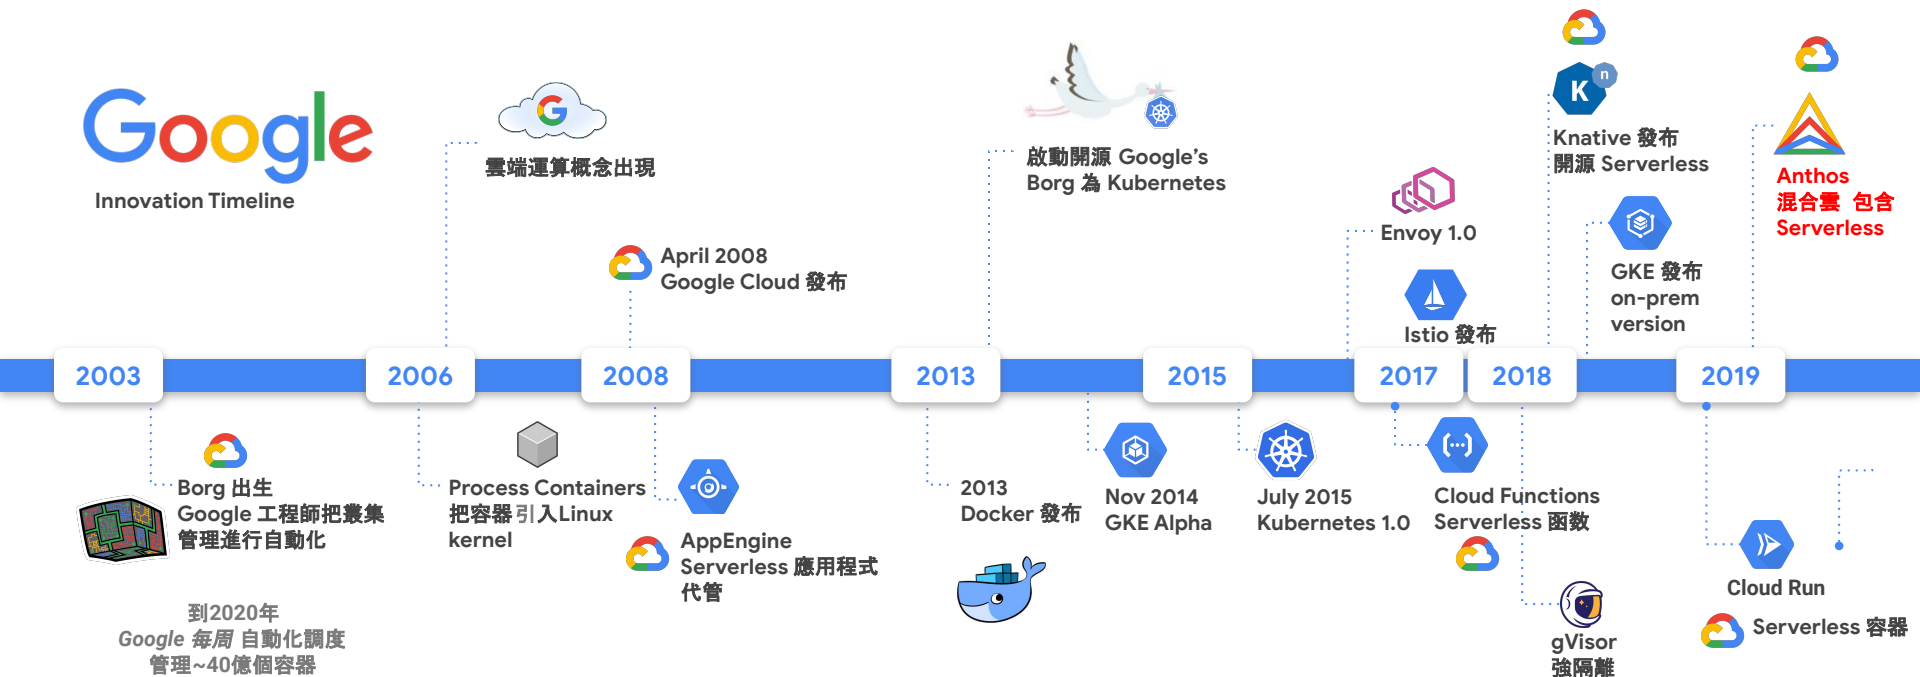 Google
Innovation Timeline
雲端運算概念出現
April 2008
Google Cloud 發布
啟動開源 Google's
Borg 為 Kubernetes
Envoy 1.0
Istio 發布
K n
Knative 發布
開源 Serverless
GKE 發布
on-prem
version
Anthos
混合雲 包含
Serverless
2003
2006
2008
2013
2015
2017
2018
2019
Borg 出生
Google 工程師把叢集
管理進行自動化
到2020年
Google 每周 自動化調度
管理~40億個容器
Process Containers
把容器引入Linux
kernel
AppEngine
Serverless 應用程式
代管
2013
Docker 發布
Nov 2014
GKE Alpha
July 2015
Kubernetes 1.0
Cloud Functions
Serverless 函数
gVisor
強隔離
Cloud Run
Serverless 容器